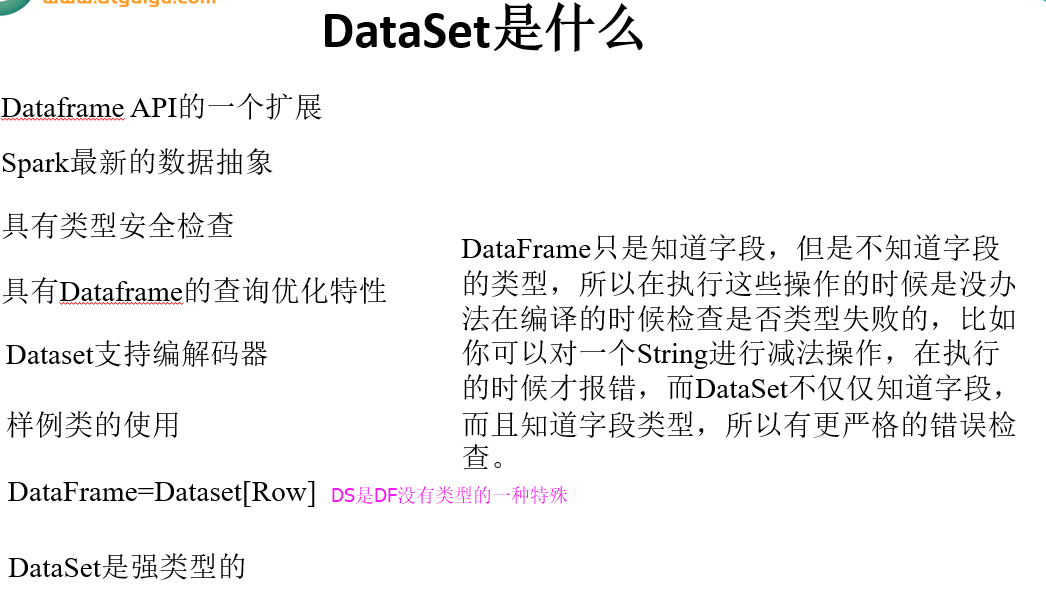 www.atguigu.com
DataSet是什么
Dataframe API的一个扩展
Spark最新的数据抽象
具有类型安全检查
具有Dataframe的查询优化特性
Dataset支持编解码器
样例类的使用
DataFrame=Dataset[Row] DS是DF没有类型的一种特殊
DataSet是强类型的
DataFrame只是知道字段，但是不知道字段
的类型，所以在执行这些操作的时候是没办
法在编译的时候检查是否类型失败的，比如
你可以对一个String进行减法操作，在执行
的时候才报错，而DataSet不仅仅知道字段，
而且知道字段类型，所以有更严格的错误检
查。